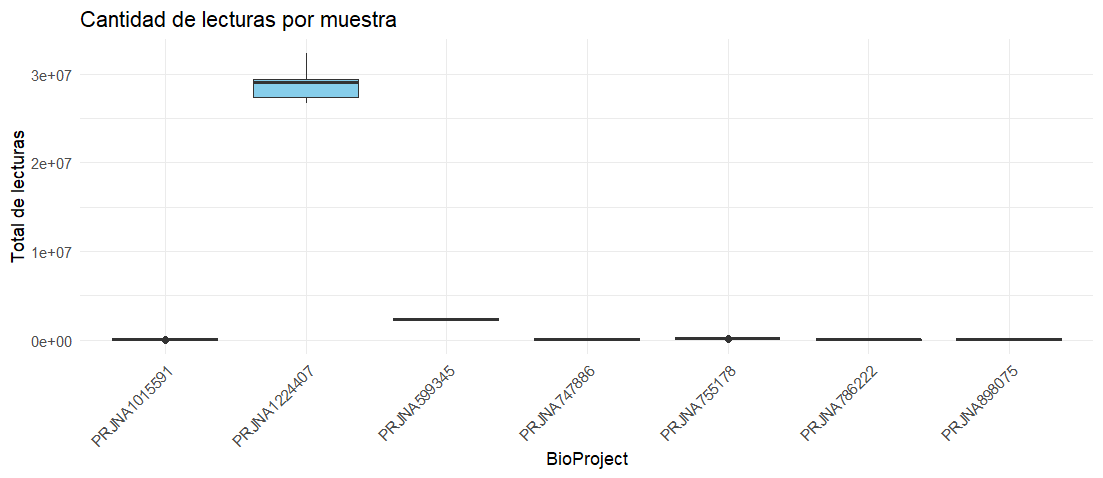 Cantidad de lecturas por muestra
Total de lecturas
3e+07
2e+07
1e+07
0e+00
PRJNA1015591
PRJNA1224407
PRJNA599345
PRJNA747886
PRJNA755178
PRJNA786222
PRJNA898075
BioProject